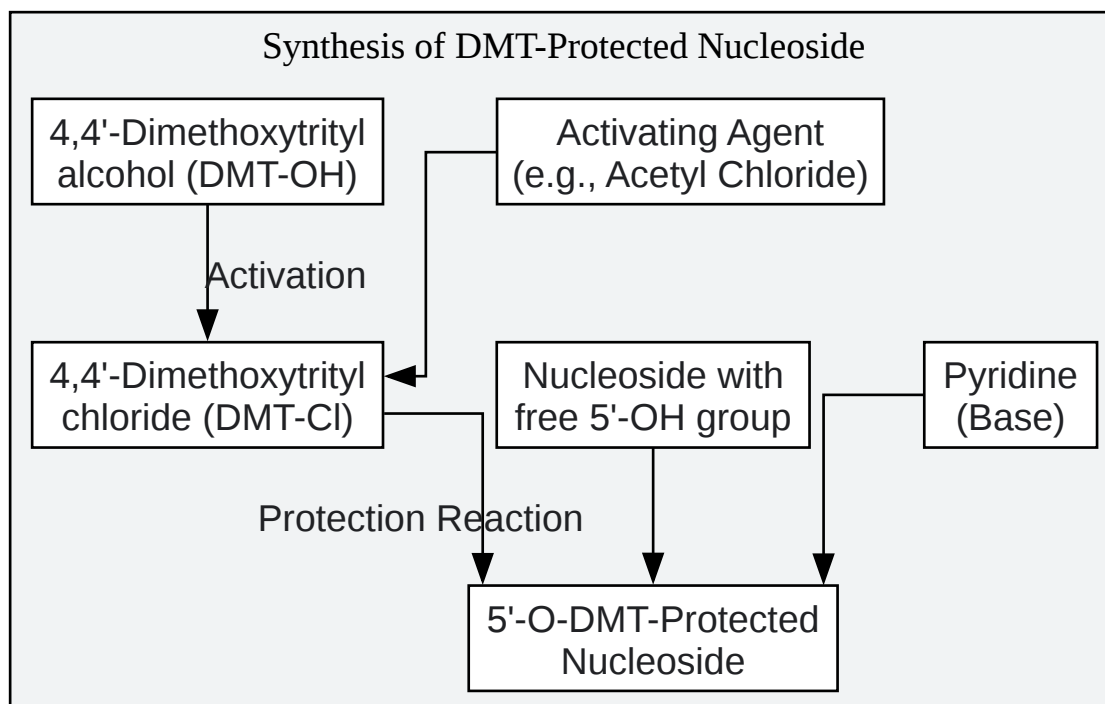 Synthesis of DMT-Protected Nucleoside
4,4'-Dimethoxytrityl
alcohol (DMT-OH)
Activating Agent
(e.g., Acetyl Chloride)
Activation
4,4'-Dimethoxytrityl
chloride (DMT-Cl)
Nucleoside with
free 5'-OH group
Pyridine
(Base)
Protection Reaction
5'-O-DMT-Protected
Nucleoside